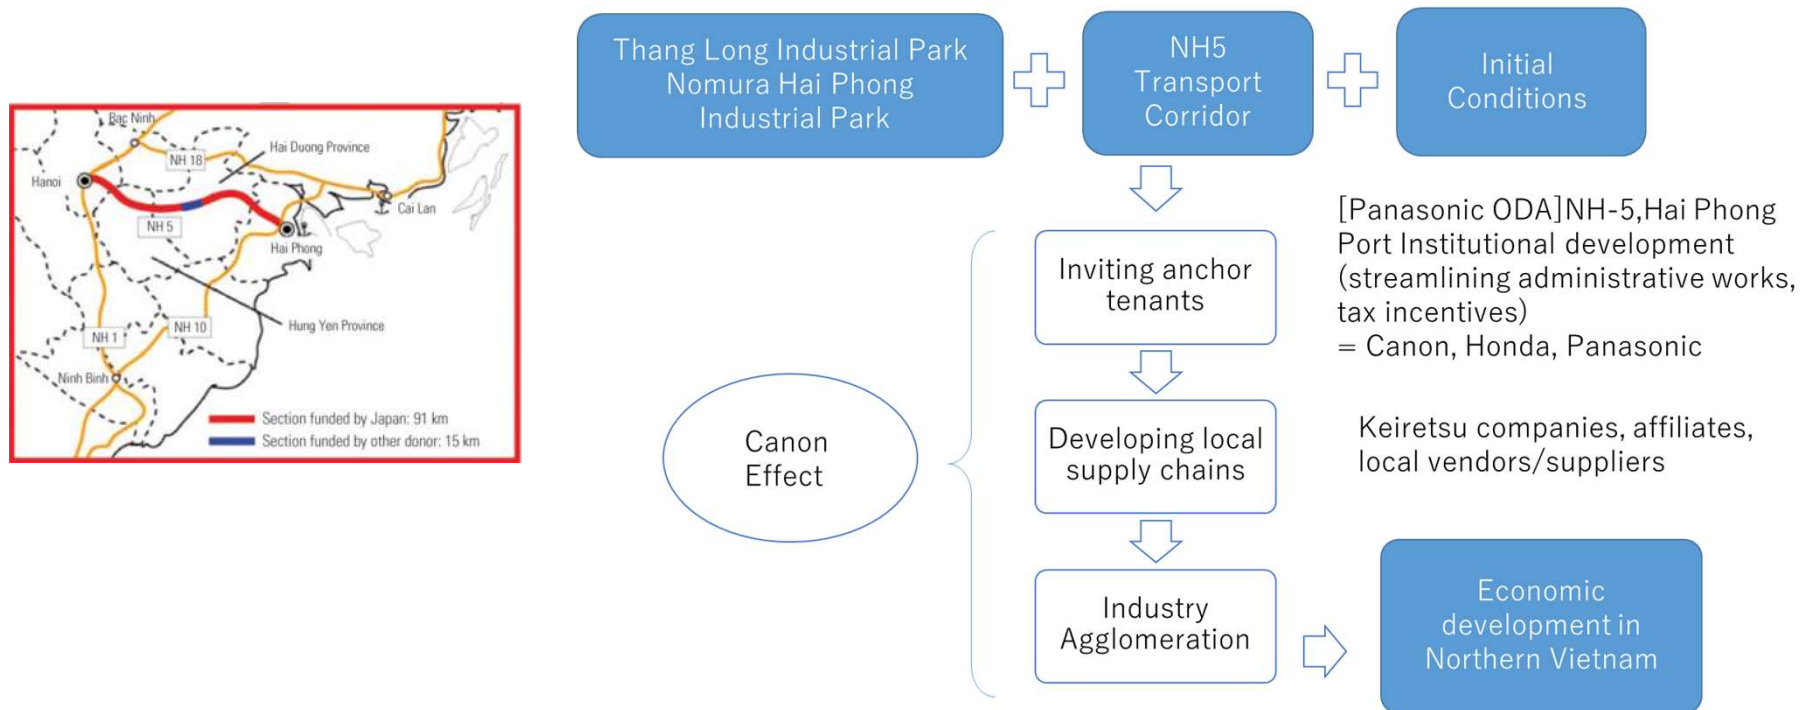 Bac Ninh
Hai Duong Province
NH 18
Hanoi
Cai Lan
NH 5
Hai Phong
Hung Yen Province
NH 1
NH 10
Ninh Binh
Section funded by Japan: 91 km
Section funded by other donor: 15 km
Thang Long Industrial Park
Nomura Hai Phong
Industrial Park
NH5
Transport
Corridor
Initial
Conditions
Inviting anchor
tenants
[Panasonic ODA]NH-5,Hai Phong
Port Institutional development
(streamlining administrative works,
tax incentives)
= Canon, Honda, Panasonic
Canon
Effect
Developing local
supply chains
Keiretsu companies, affiliates,
local vendors/suppliers
Industry
Agglomeration
Economic
development in
Northern Vietnam